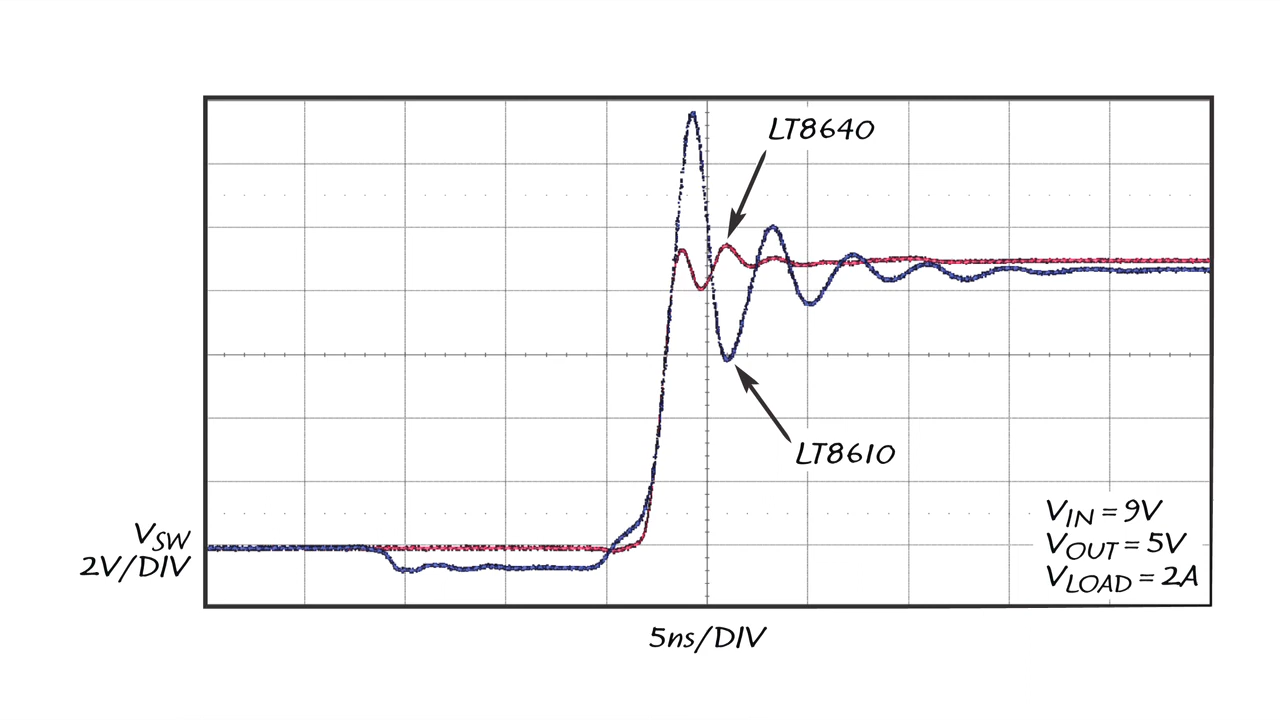 LT8640
LT8610
VSW
2V/DIV
VIN = 9V
VOUT = 5V
VLOAD = 2A
5ns/DIV